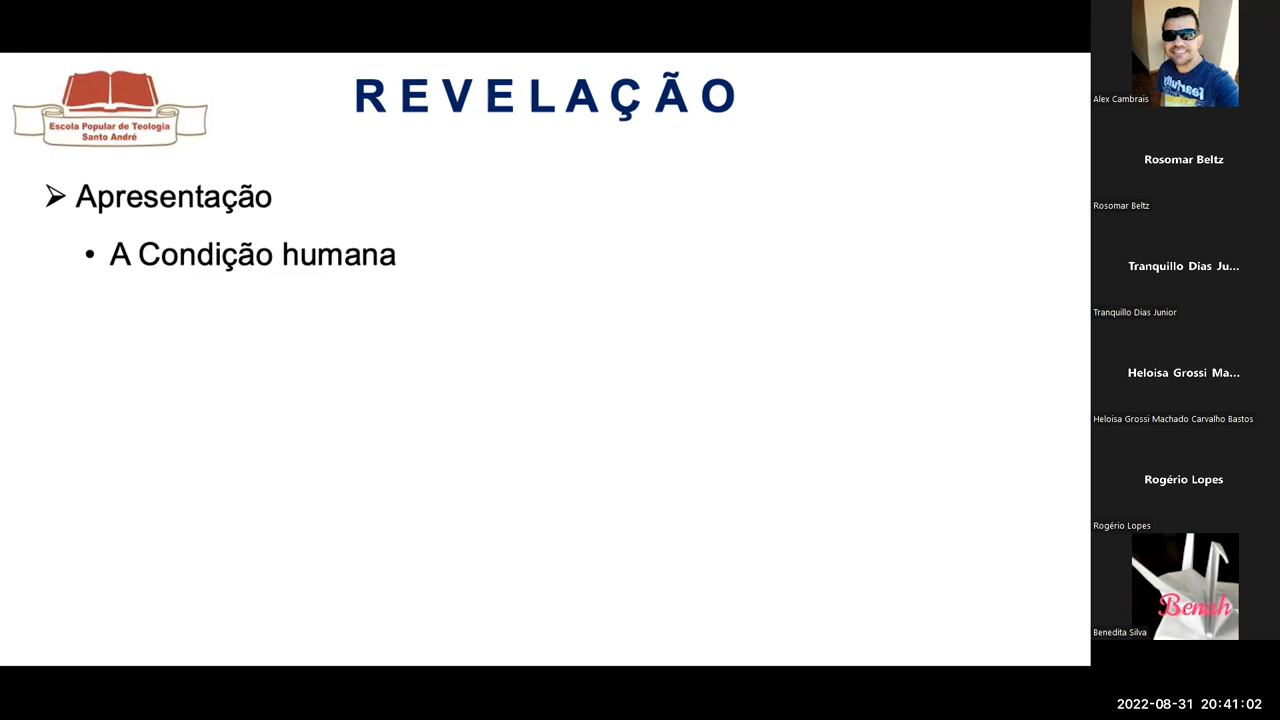 REVELAÇÃO
Escola Popular de Teologia
Santo André
➢ Apresentação
• A Condição humana
Alex Cambrais
Rosomar Beltz
Rosomar Beltz
Tranquillo Dias Ju...
Tranquillo Dias Junior
Heloisa Grossi Ma...
Heloisa Grossi Machado Carvalho Bastos
Rogério Lopes
Rogério Lopes
Benah
Benedita Silva
2022-08-31 20:41:02